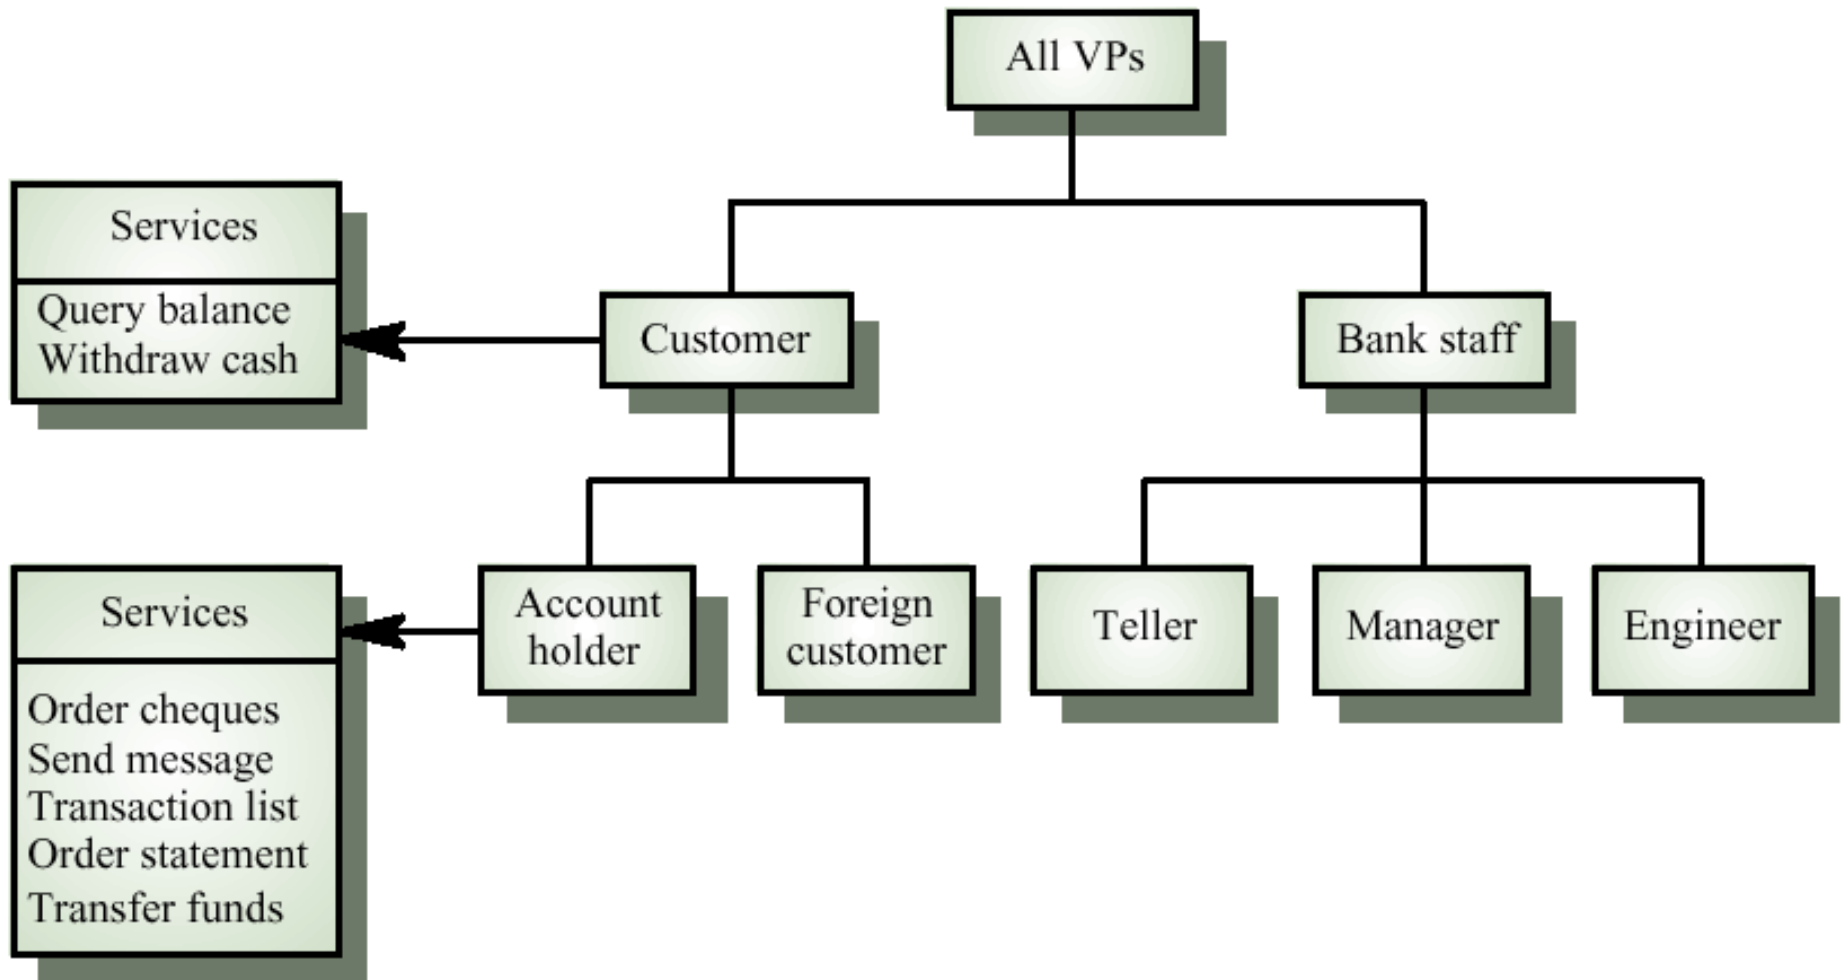 All VPs
Services
Query balance
Withdraw cash
Customer
Bank staff
Services
Order cheques
Send message
Transaction list
Order statement
Transfer funds
Account
holder
Foreign
customer
Teller
Manager
Engineer